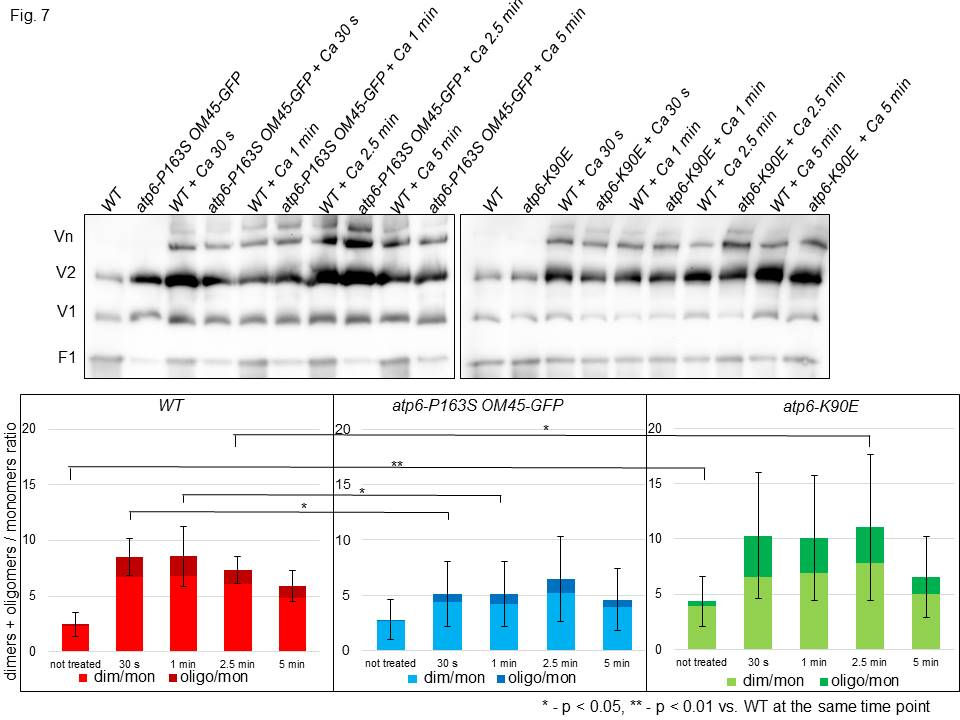 Fig. 7
WT
atp6-P163S OM45-GFP
WT + Ca 30 s
atp6-P163S OM45-GFP + Ca 30 s
WT + Ca 1 min
atp6-P163S OM45-GFP + Ca 1 min
WT + Ca 2.5 min
atp6-P163S OM45-GFP + Ca 2.5 min
WT + Ca 5 min
atp6-P163S OM45-GFP + Ca 5 min
WT
atp6-K90E
WT + Ca 30 s
atp6-K90E + Ca 30 s
WT + Ca 1 min
atp6-K90E + Ca 1 min
WT + Ca 2.5 min
atp6-K90E + Ca 2.5 min
WT + Ca 5 min
atp6-K90E + Ca 5 min
Vn
V2
V1
F1
dimers + oligomers / monomers ratio
WT
20
15
10
5
0
not treated 30 s 1 min 2.5 min 5 min
dim/mon oligo/mon
atp6-P163S OM45-GFP
20
15
10
5
0
not treated 30 s 1 min 2.5 min 5 min
dim/mon oligo/mon
atp6-K90E
20
15
10
5
0
not treated 30 s 1 min 2.5 min 5 min
dim/mon oligo/mon
*
**
*
*
* - p < 0.05, ** - p < 0.01 vs. WT at the same time point